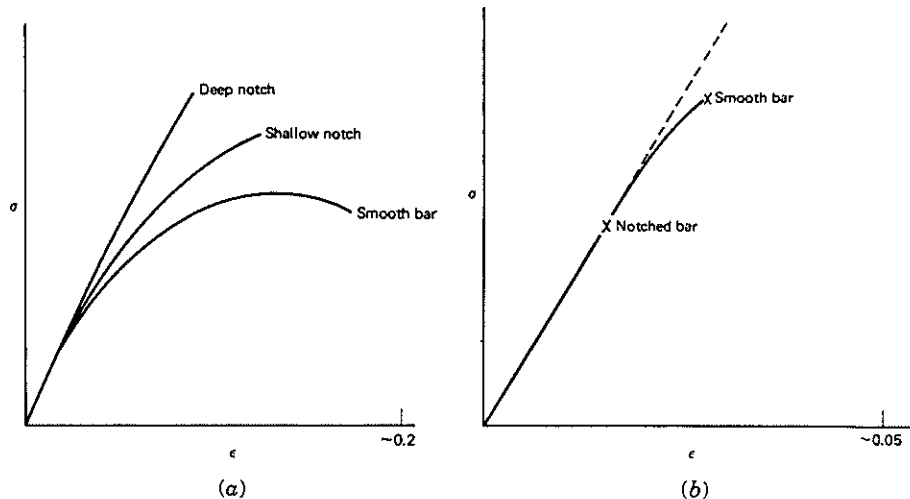 Deep notch
Shallow notch
Smooth bar
σ
~0.2
ϵ
(a)
Smooth bar
Notched bar
σ
~0.05
ϵ
(b)